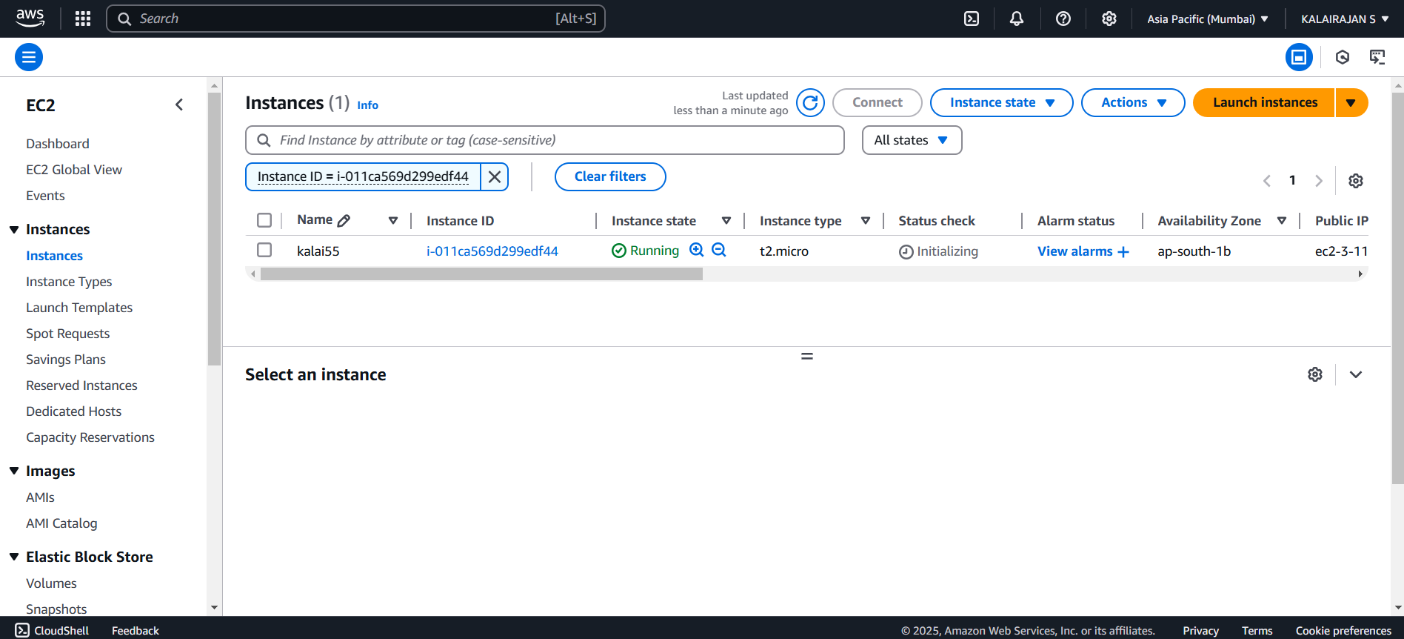 aws
Search [Alt+S]
Asia Pacific (Mumbai)
KALAIRAJAN S
EC2
Dashboard
EC2 Global View
Events
Instances
Instances
Instance Types
Launch Templates
Spot Requests
Savings Plans
Reserved Instances
Dedicated Hosts
Capacity Reservations
Images
AMIs
AMI Catalog
Elastic Block Store
Volumes
Snapshots
Instances (1) Info
Last updated
less than a minute ago
Connect
Instance state
Actions
Launch instances
Find Instance by attribute or tag (case-sensitive)
All states
Instance ID = i-011ca569d299edf44
Clear filters
1
Name Instance ID Instance state Instance type Status check Alarm status Availability Zone Public IP
kalai55 i-011ca569d299edf44 Running t2.micro Initializing View alarms + ap-south-1b ec2-3-11
Select an instance
CloudShell Feedback © 2025, Amazon Web Services, Inc. or its affiliates. Privacy Terms Cookie preferences